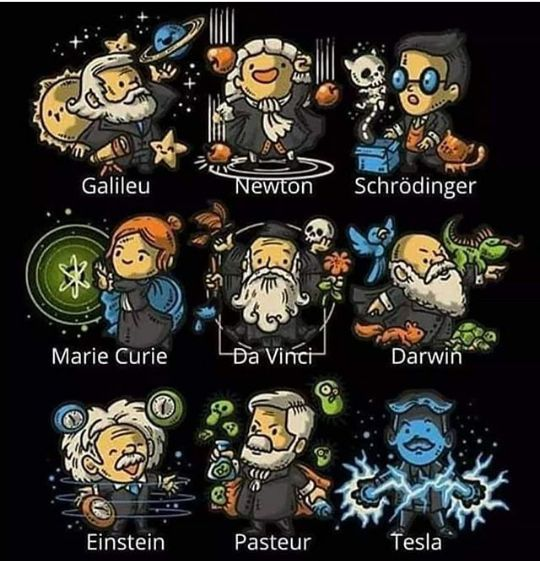 Galileu
Newton
Schrödinger
Marie Curie
Da Vinci
Darwin
Einstein
Pasteur
Tesla